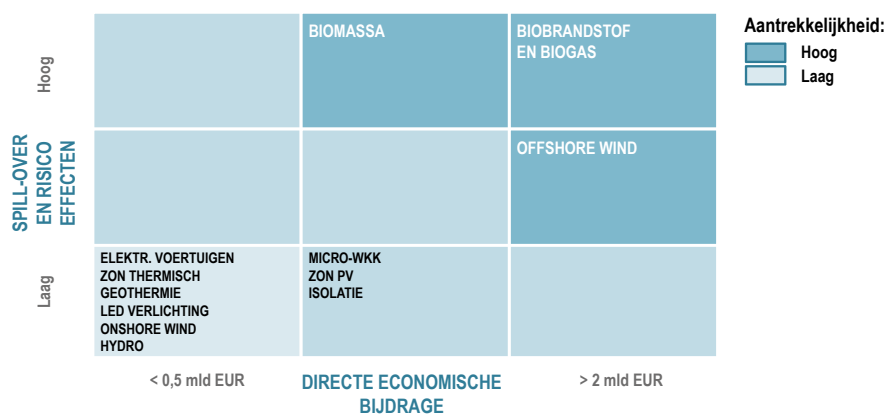 BIOMASSA
BIOBRANDSTOF
EN BIOGAS
Aantrekkelijkheid:
Hoog
Laag
Hoog
OFFSHORE WIND
SPILL-OVER
EN RISICO
EFFECTEN
Laag
ELEKTR. VOERTUIGEN
ZON THERMISCH
GEOTHERMIE
LED VERLICHTING
ONSHORE WIND
HYDRO
MICRO-WKK
ZON PV
ISOLATIE
< 0,5 mld EUR
DIRECTE ECONOMISCHE
BIJDRAGE
> 2 mld EUR